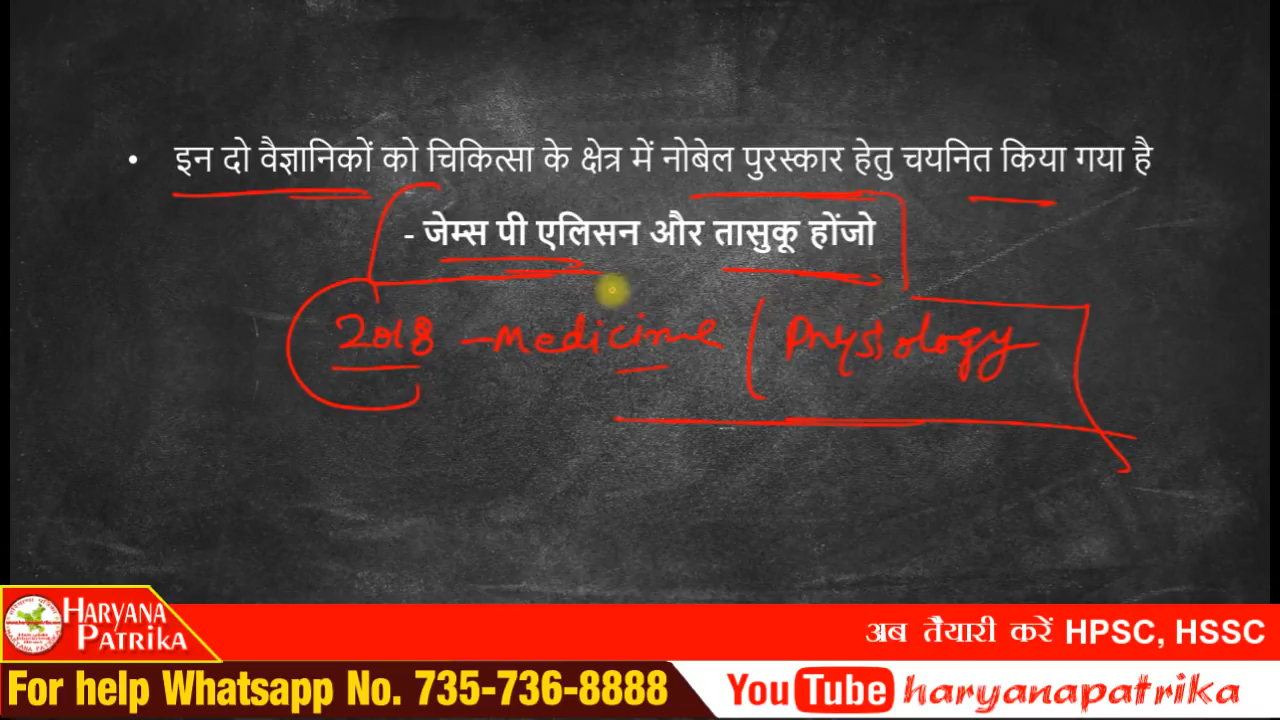 • इन दो वैज्ञानिकों को चिकित्सा के क्षेत्र में नोबेल पुरस्कार हेतु चयनित किया गया है
- जेम्स पी एलिसन और तासुकू होंजो
2018 - Medicine ( Physiology
HARYANA
PATRIKA
अब तैयारी करें HPSC, HSSC
For help Whatsapp No. 735-736-8888
YouTube haryanapatrika